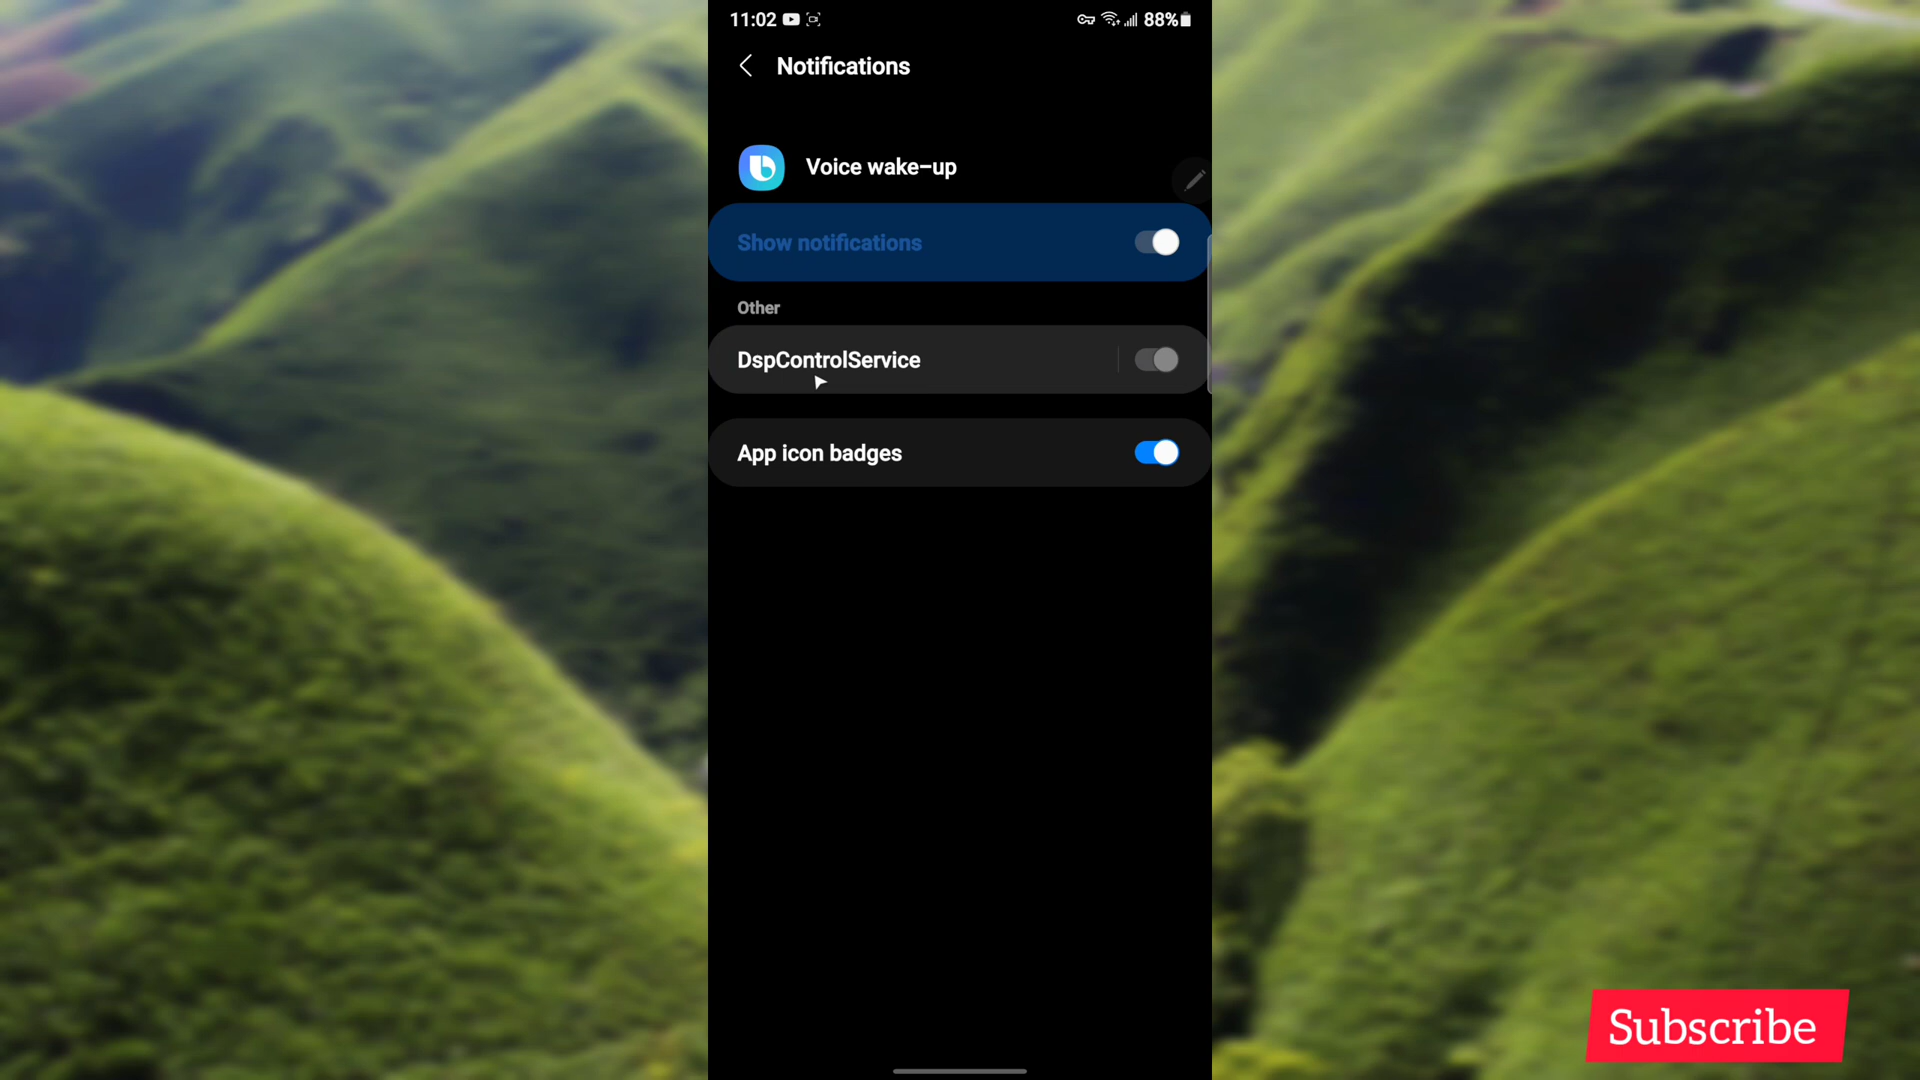 11:02 88%
Notifications
Voice wake-up
Show notifications
Other
DspControlService
App icon badges
Subscribe